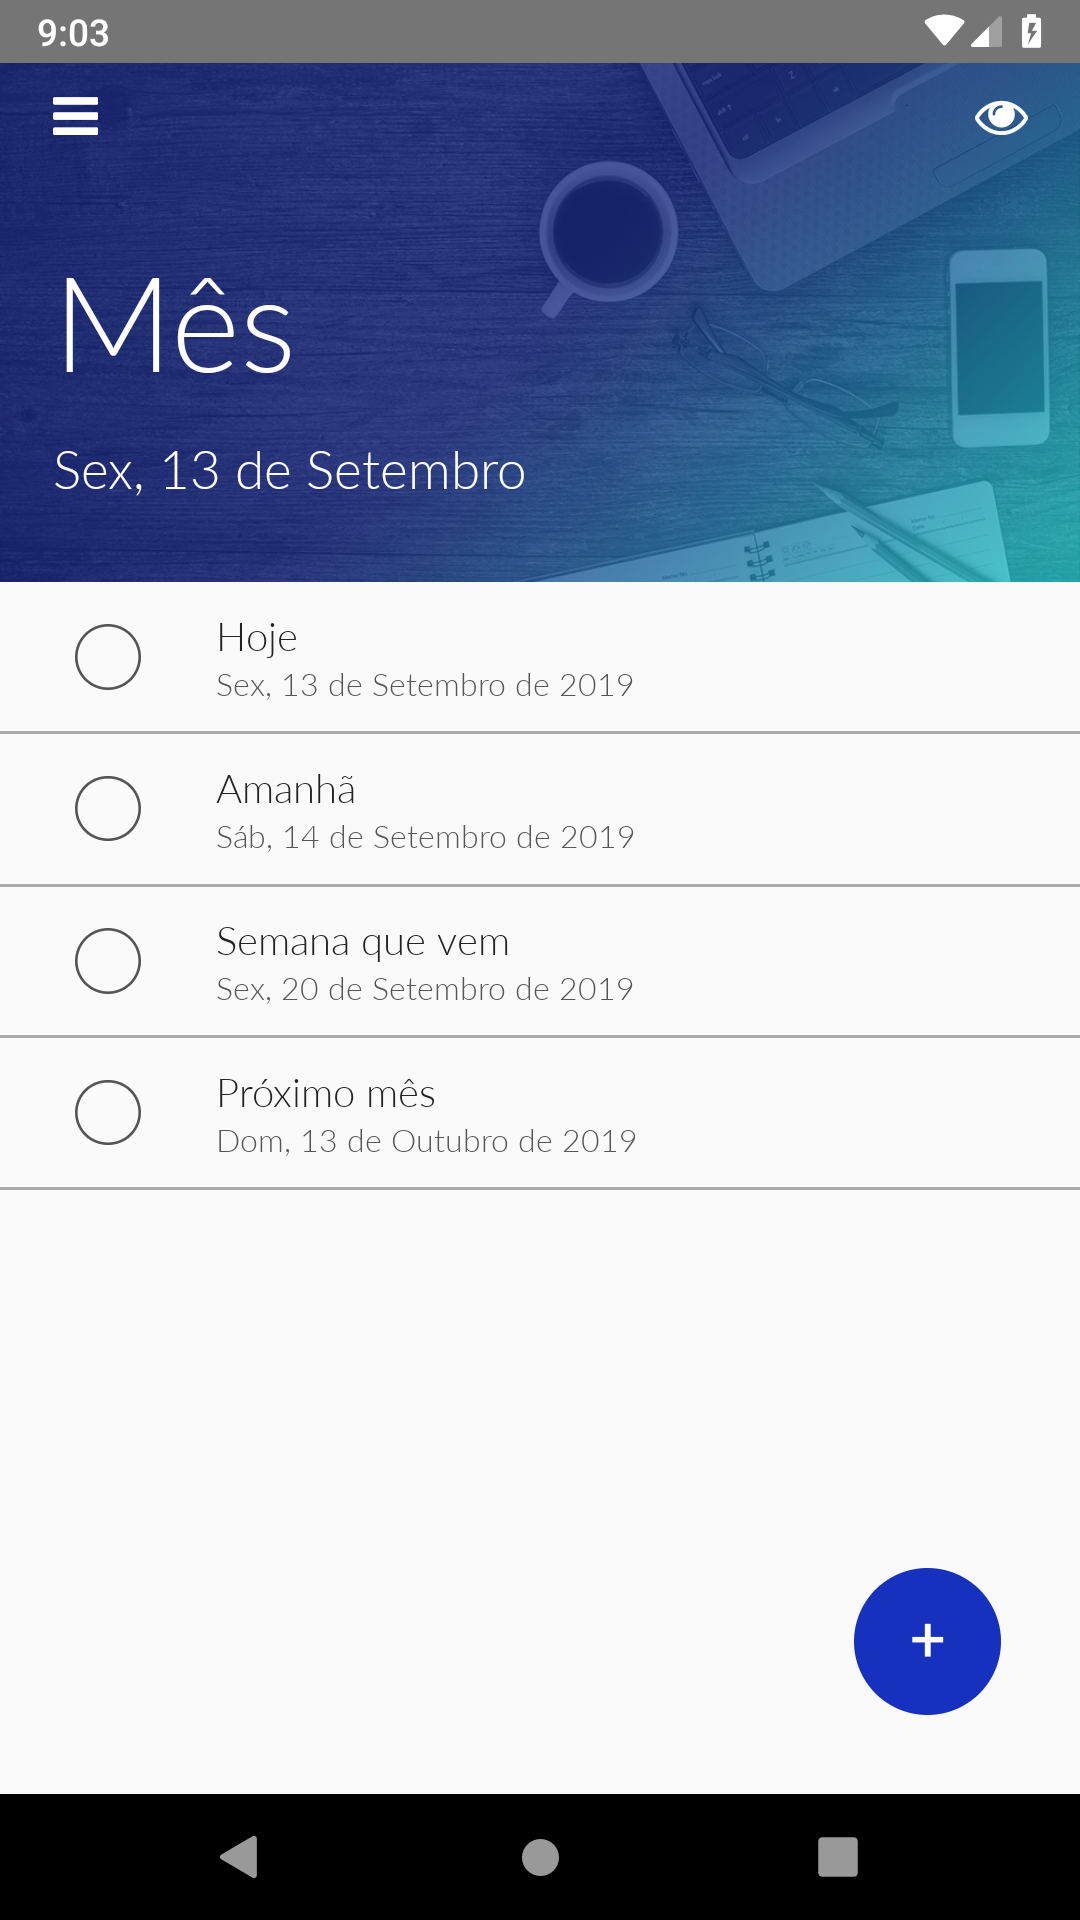 9:03
Mês
Sex, 13 de Setembro
Hoje
Sex, 13 de Setembro de 2019
Amanhã
Sáb, 14 de Setembro de 2019
Semana que vem
Sex, 20 de Setembro de 2019
Próximo mês
Dom, 13 de Outubro de 2019
+